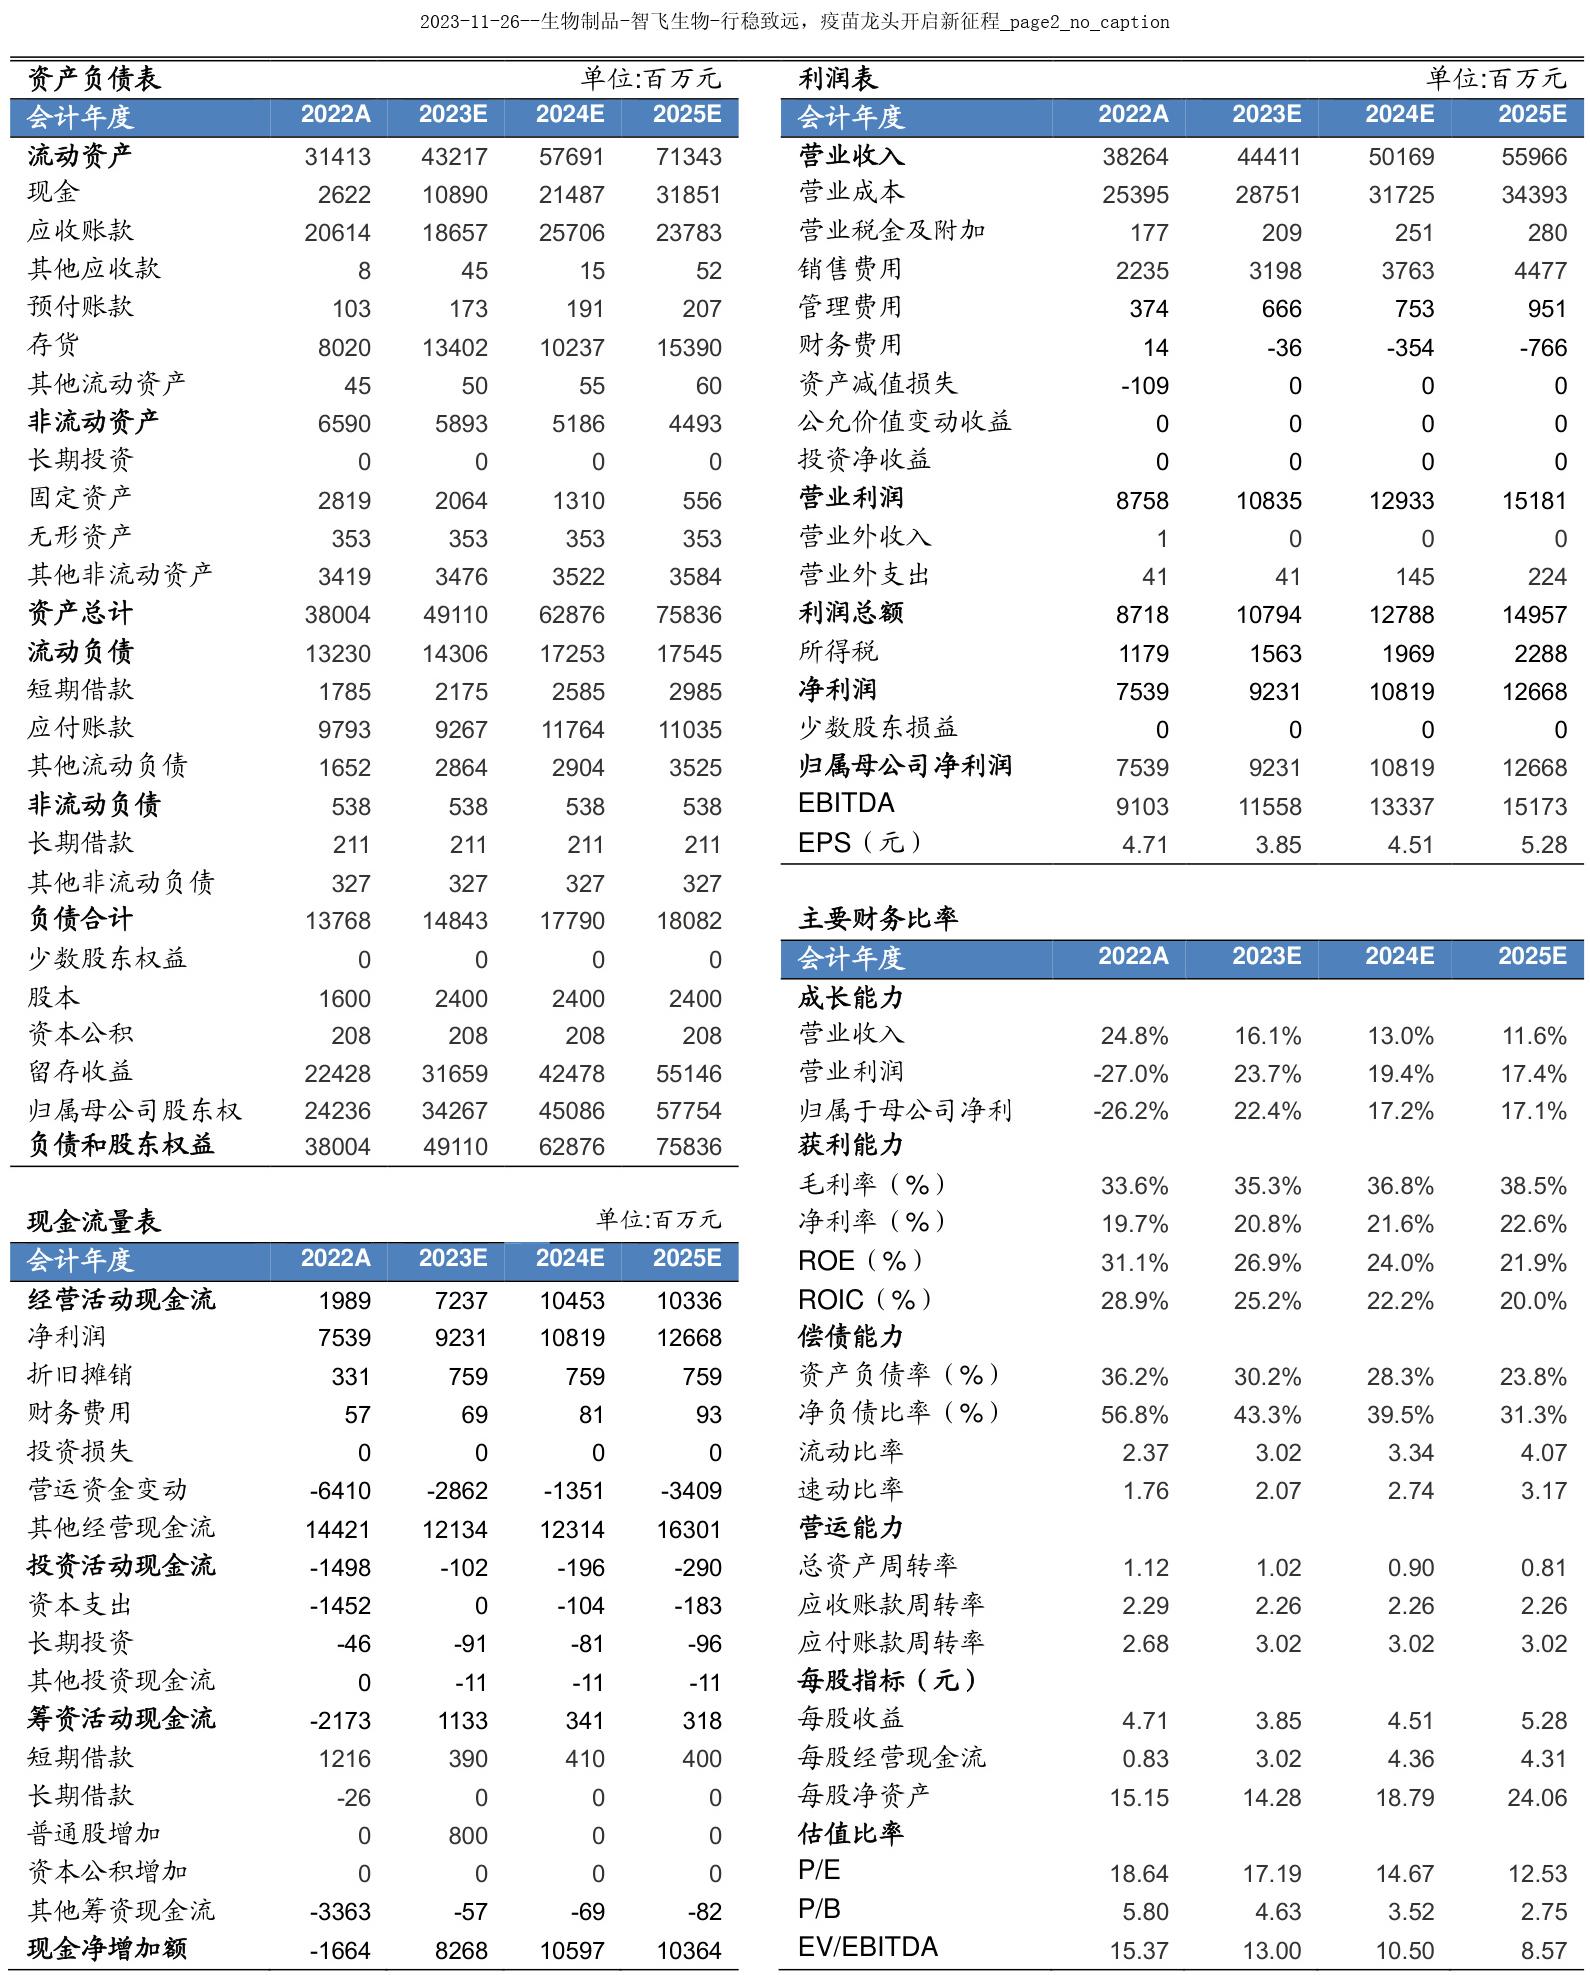 2023-11-26--生物制品-智飞生物-行稳致远，疫苗龙头开启新征程_page2_no_caption
资产负债表 单位:百万元
会计年度 2022A 2023E 2024E 2025E
流动资产 31413 43217 57691 71343
现金 2622 10890 21487 31851
应收账款 20614 18657 25706 23783
其他应收款 8 45 15 52
预付账款 103 173 191 207
存货 8020 13402 10237 15390
其他流动资产 45 50 55 60
非流动资产 6590 5893 5186 4493
长期投资 0 0 0 0
固定资产 2819 2064 1310 556
无形资产 353 353 353 353
其他非流动资产 3419 3476 3522 3584
资产总计 38004 49110 62876 75836
流动负债 13230 14306 17253 17545
短期借款 1785 2175 2585 2985
应付账款 9793 9267 11764 11035
其他流动负债 1652 2864 2904 3525
非流动负债 538 538 538 538
长期借款 211 211 211 211
其他非流动负债 327 327 327 327
负债合计 13768 14843 17790 18082
少数股东权益 0 0 0 0
股本 1600 2400 2400 2400
资本公积 208 208 208 208
留存收益 22428 31659 42478 55146
归属母公司股东权 24236 34267 45086 57754
负债和股东权益 38004 49110 62876 75836
现金流量表 单位:百万元
会计年度 2022A 2023E 2024E 2025E
经营活动现金流 1989 7237 10453 10336
净利润 7539 9231 10819 12668
折旧摊销 331 759 759 759
财务费用 57 69 81 93
投资损失 0 0 0 0
营运资金变动 -6410 -2862 -1351 -3409
其他经营现金流 14421 12134 12314 16301
投资活动现金流 -1498 -102 -196 -290
资本支出 -1452 0 -104 -183
长期投资 -46 -91 -81 -96
其他投资现金流 0 -11 -11 -11
筹资活动现金流 -2173 1133 341 318
短期借款 1216 390 410 400
长期借款 -26 0 0 0
普通股增加 0 800 0 0
资本公积增加 0 0 0 0
其他筹资现金流 -3363 -57 -69 -82
现金净增加额 -1664 8268 10597 10364
利润表 单位:百万元
会计年度 2022A 2023E 2024E 2025E
营业收入 38264 44411 50169 55966
营业成本 25395 28751 31725 34393
营业税金及附加 177 209 251 280
销售费用 2235 3198 3763 4477
管理费用 374 666 753 951
财务费用 14 -36 -354 -766
资产减值损失 -109 0 0 0
公允价值变动收益 0 0 0 0
投资净收益 0 0 0 0
营业利润 8758 10835 12933 15181
营业外收入 1 0 0 0
营业外支出 41 41 145 224
利润总额 8718 10794 12788 14957
所得税 1179 1563 1969 2288
净利润 7539 9231 10819 12668
少数股东损益 0 0 0 0
归属母公司净利润 7539 9231 10819 12668
EBITDA 9103 11558 13337 15173
EPS（元） 4.71 3.85 4.51 5.28
主要财务比率
会计年度 2022A 2023E 2024E 2025E
成长能力
营业收入 24.8% 16.1% 13.0% 11.6%
营业利润 -27.0% 23.7% 19.4% 17.4%
归属于母公司净利 -26.2% 22.4% 17.2% 17.1%
获利能力
毛利率（%） 33.6% 35.3% 36.8% 38.5%
净利率（%） 19.7% 20.8% 21.6% 22.6%
ROE（%） 31.1% 26.9% 24.0% 21.9%
ROIC（%） 28.9% 25.2% 22.2% 20.0%
偿债能力
资产负债率（%） 36.2% 30.2% 28.3% 23.8%
净负债比率（%） 56.8% 43.3% 39.5% 31.3%
流动比率 2.37 3.02 3.34 4.07
速动比率 1.76 2.07 2.74 3.17
营运能力
总资产周转率 1.12 1.02 0.90 0.81
应收账款周转率 2.29 2.26 2.26 2.26
应付账款周转率 2.68 3.02 3.02 3.02
每股指标（元）
每股收益 4.71 3.85 4.51 5.28
每股经营现金流 0.83 3.02 4.36 4.31
每股净资产 15.15 14.28 18.79 24.06
估值比率
P/E 18.64 17.19 14.67 12.53
P/B 5.80 4.63 3.52 2.75
EV/EBITDA 15.37 13.00 10.50 8.57